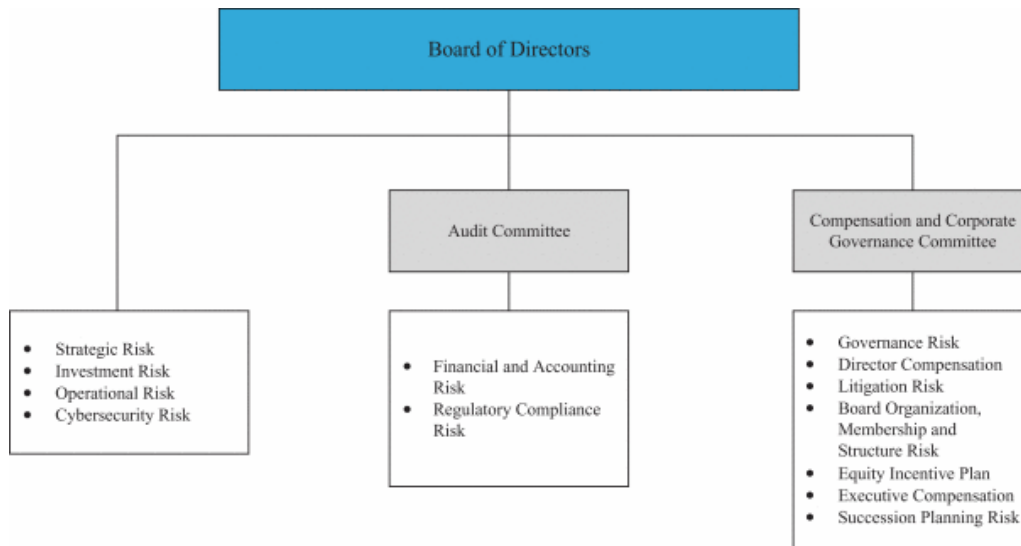 Board of Directors
Audit Committee
Compensation and Corporate
Governance Committee
• Strategic Risk
• Investment Risk
• Operational Risk
• Cybersecurity Risk
• Financial and Accounting
Risk
• Regulatory Compliance
Risk
• Governance Risk
• Director Compensation
• Litigation Risk
• Board Organization,
Membership and
Structure Risk
• Equity Incentive Plan
• Executive Compensation
• Succession Planning Risk